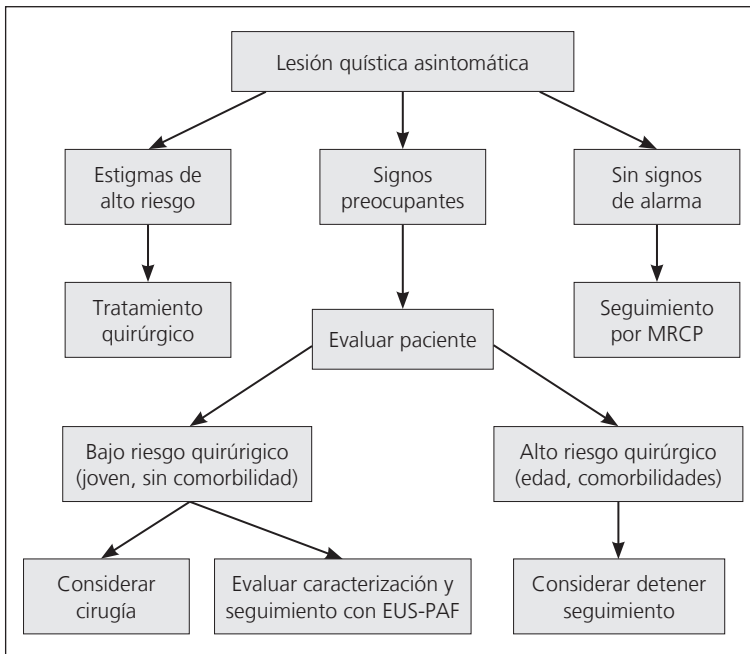 Lesión quística asintomática
Estigmas de
alto riesgo
Signos
preocupantes
Sin signos
de alarma
Tratamiento
quirúrgico
Evaluar paciente
Seguimiento
por MRCP
Bajo riesgo quirúrigico
(joven, sin comorbilidad)
Alto riesgo quirúrgico
(edad, comorbilidades)
Considerar
cirugía
Evaluar caracterización y
seguimiento con EUS-PAF
Considerar detener
seguimiento